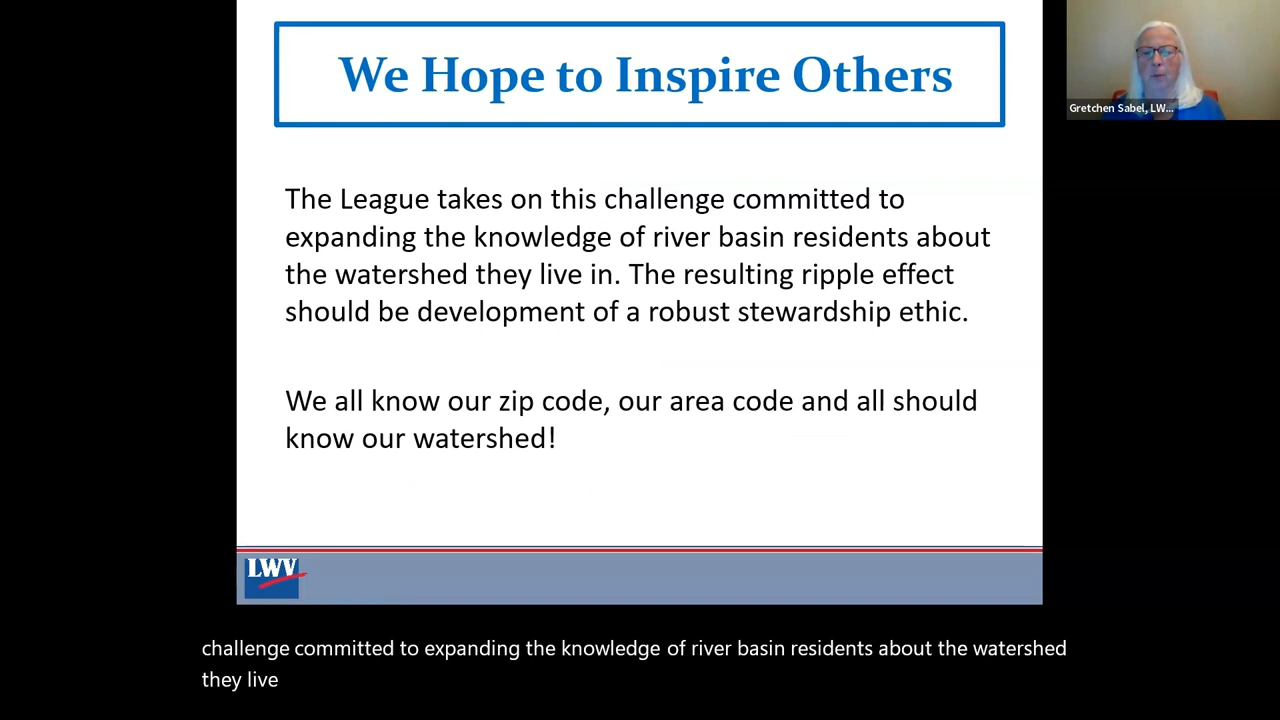 We Hope to Inspire Others
Gretchen Sabel, LW...
The League takes on this challenge committed to
expanding the knowledge of river basin residents about
the watershed they live in. The resulting ripple effect
should be development of a robust stewardship ethic.
We all know our zip code, our area code and all should
know our watershed!
LWV
challenge committed to expanding the knowledge of river basin residents about the watershed
they live